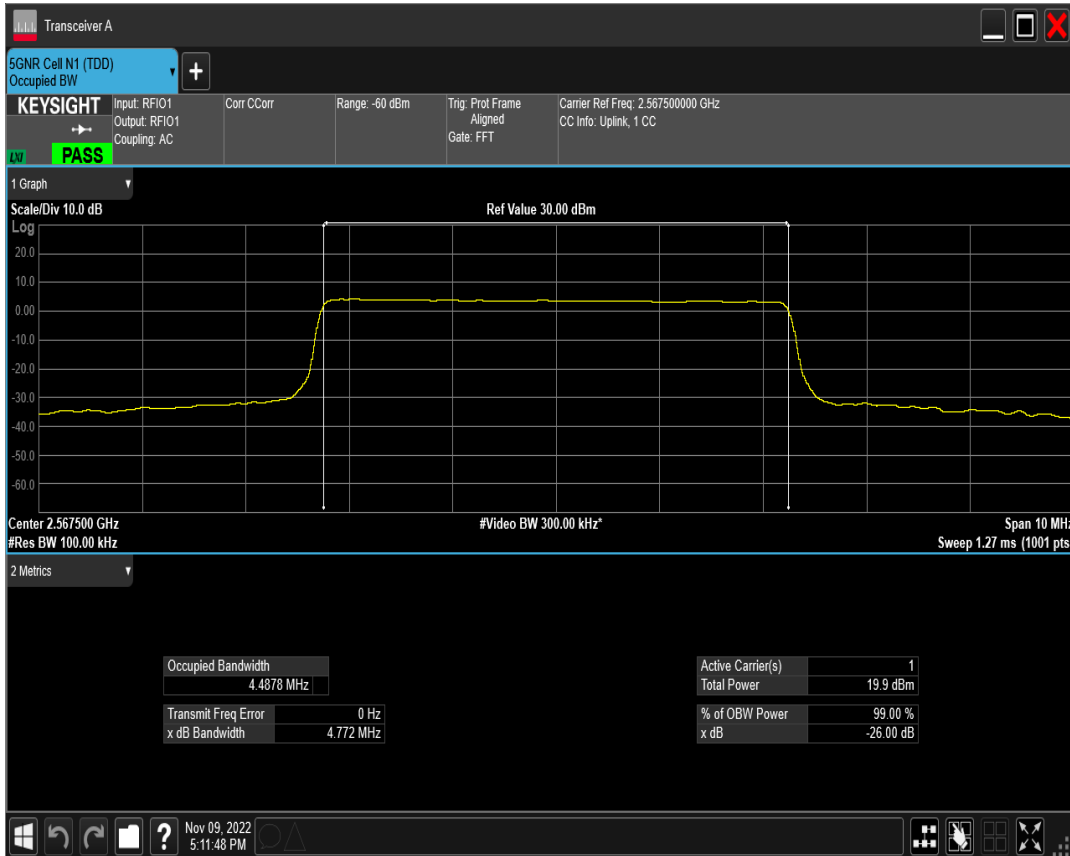 Transceiver A
5GNR Cell N1 (TDD)
Occupied BW
+
KEYSIGHT
LXI
PASS
Input: RFIO1
Output: RFIO1
Coupling: AC
Corr CCorr
Range: -60 dBm
Trig: Prot Frame
Aligned
Gate: FFT
Carrier Ref Freq: 2.567500000 GHz
CC Info: Uplink, 1 CC
1 Graph
Scale/Div 10.0 dB
Ref Value 30.00 dBm
Log
20.0
10.0
0.00
-10.0
-20.0
-30.0
-40.0
-50.0
-60.0
Center 2.567500 GHz
#Video BW 300.00 kHz*
Span 10 MHz
#Res BW 100.00 kHz
Sweep 1.27 ms (1001 pts
2 Metrics
Occupied Bandwidth
4.4878 MHz
Transmit Freq Error 0 Hz
x dB Bandwidth 4.772 MHz
Active Carrier(s) 1
Total Power 19.9 dBm
% of OBW Power 99.00 %
x dB -26.00 dB
?
Nov 09, 2022
5:11:48 PM